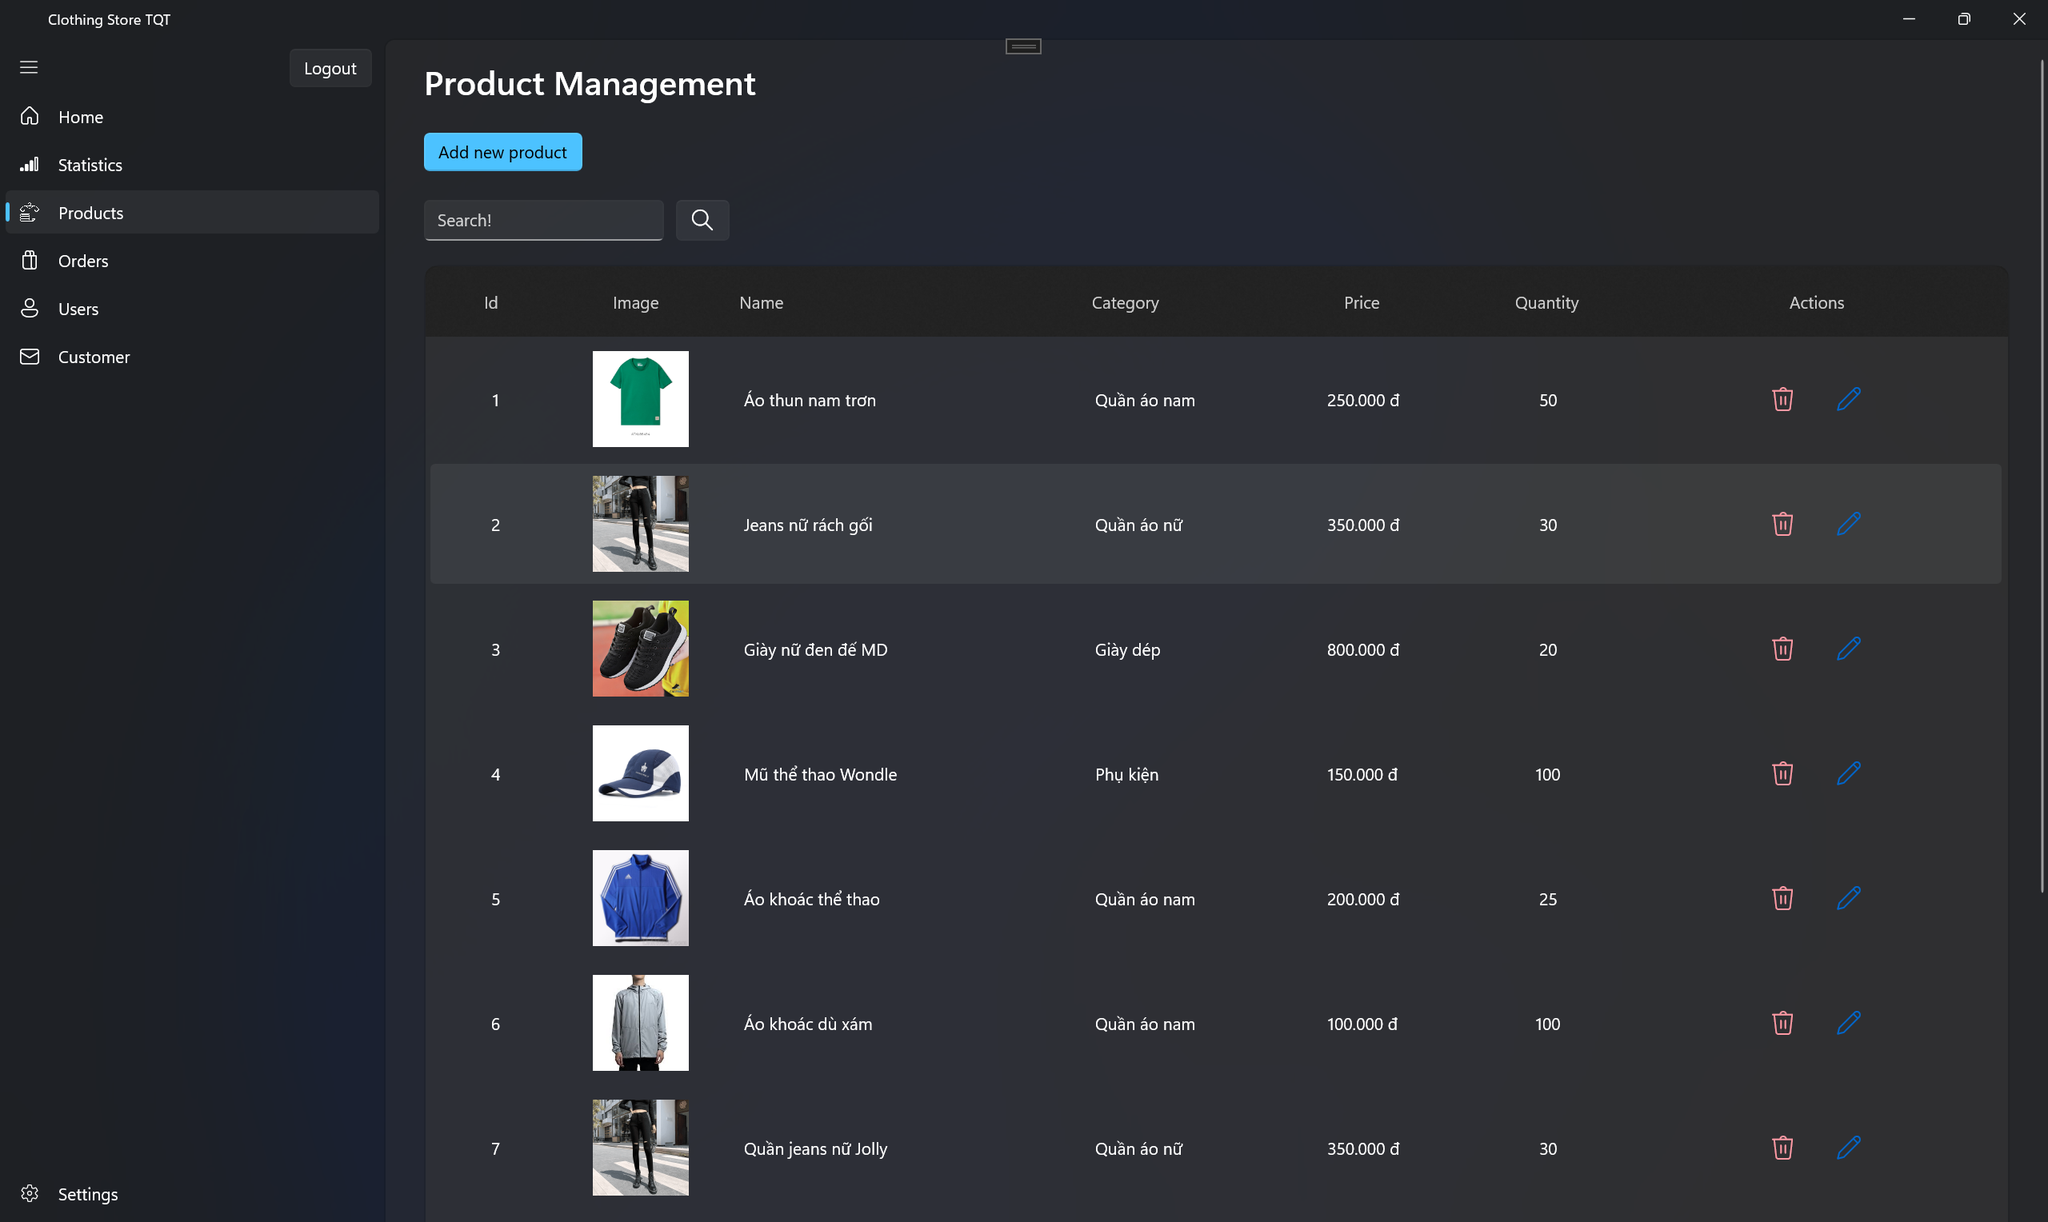 Clothing Store TQT
Logout
Home
Statistics
Products
Orders
Users
Customer
Settings
Product Management
Add new product
Search!
Id Image Name Category Price Quantity Actions
1 Áo thun nam trơn Quần áo nam 250.000 đ 50
2 Jeans nữ rách gối Quần áo nữ 350.000 đ 30
3 Giày nữ đen đế MD Giày dép 800.000 đ 20
4 Mũ thể thao Wondle Phụ kiện 150.000 đ 100
5 Áo khoác thể thao Quần áo nam 200.000 đ 25
6 Áo khoác dù xám Quần áo nam 100.000 đ 100
7 Quần jeans nữ Jolly Quần áo nữ 350.000 đ 30